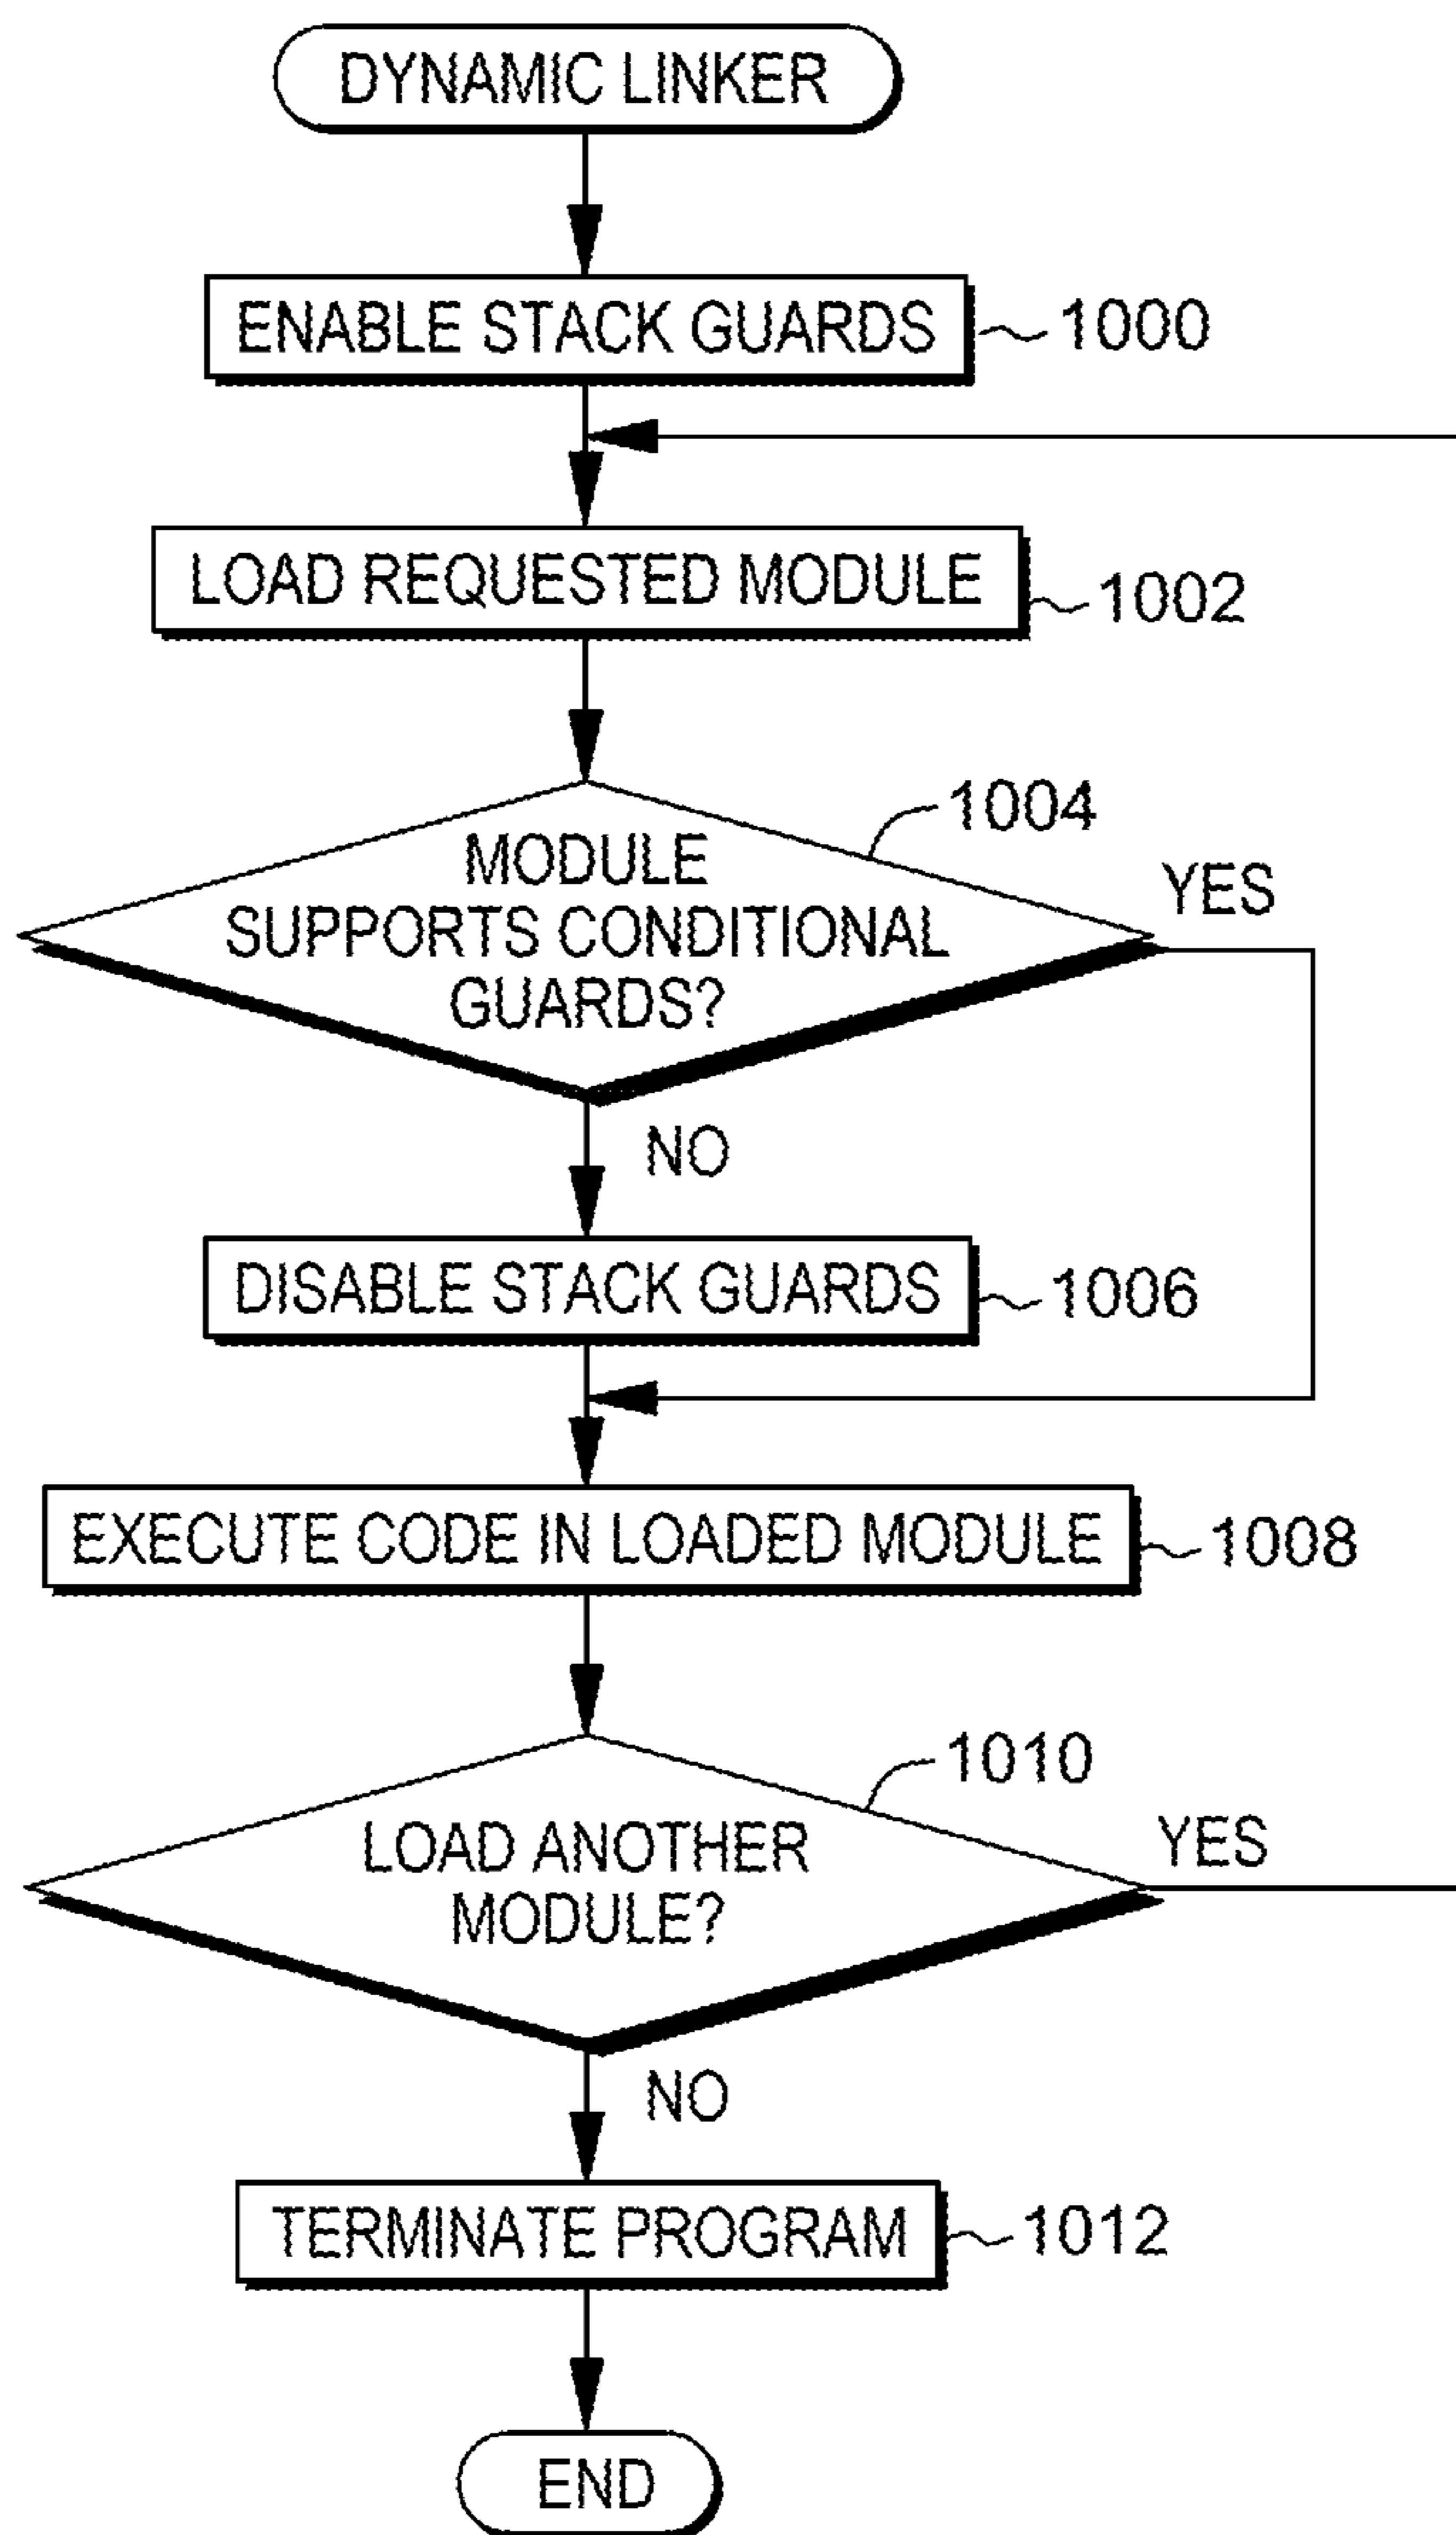 DYNAMIC LINKER
ENABLE STACK GUARDS
1000
LOAD REQUESTED MODULE
1002
1004
MODULE
SUPPORTS CONDITIONAL
GUARDS?
YES
NO
DISABLE STACK GUARDS
1006
EXECUTE CODE IN LOADED MODULE
1008
1010
LOAD ANOTHER
MODULE?
YES
NO
TERMINATE PROGRAM
1012
END